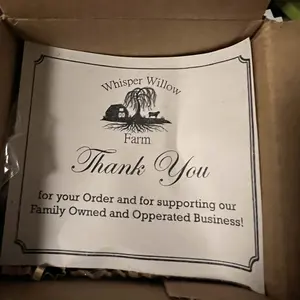 Whisper Willow
Farm
Thank You
for your Order and for supporting our
Family Owned and Opperated Business!